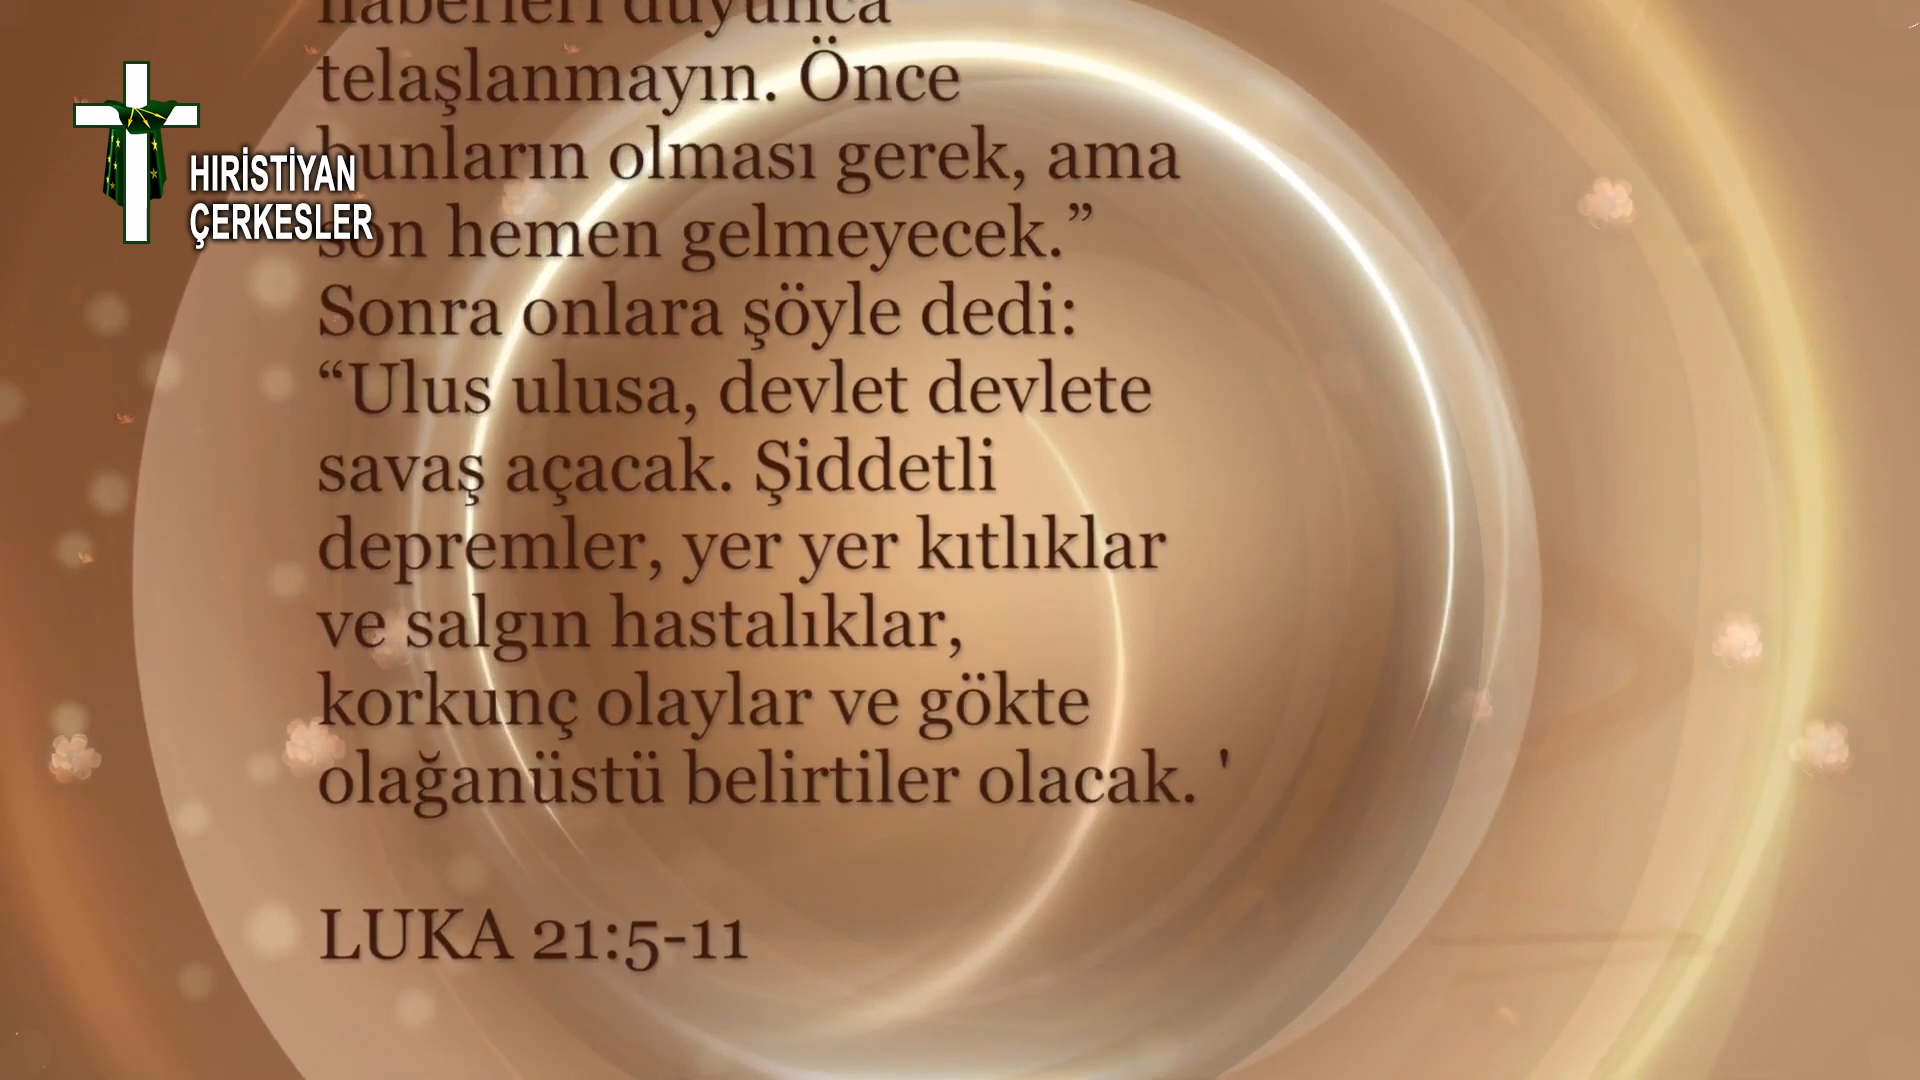 haberleri duyunca
telaşlanmayın. Önce
bunların olması gerek, ama
son hemen gelmeyecek.”
Sonra onlara şöyle dedi:
“Ulus ulusa, devlet devlete
savaş açacak. Şiddetli
depremler, yer yer kıtlıklar
ve salgın hastalıklar,
korkunç olaylar ve gökte
olağanüstü belirtiler olacak. '
LUKA 21:5-11
HIRİSTİYAN
ÇERKESLER